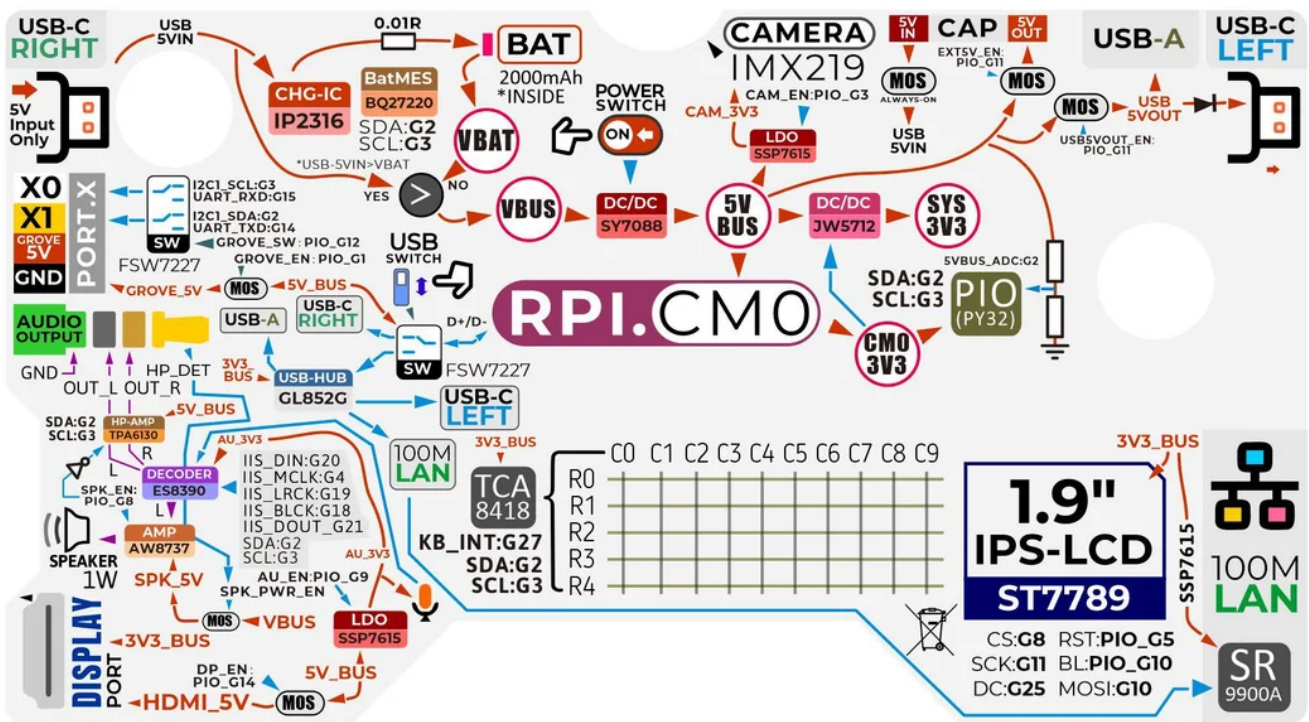 USB-C
RIGHT
5V
Input
Only
USB
5VIN
0.01R
CHG-IC
IP2316
BatMES
BQ27220
SDA:G2
SCL:G3
BAT
2000mAh
*INSIDE
VBAT
*USB-5VIN>VBAT
YES
>
NO
POWER
SWITCH
ON
CAMERA
IMX219
CAM_EN:PIO_G3
CAM_3V3
LDO
SSP7615
5V
IN
CAP
5V
OUT
EXT5V_EN:
PIO_G11
MOS
ALWAYS-ON
USB
5VIN
MOS
MOS
USB5VOUT_EN:
PIO_G11
USB-A
USB
5VOUT
USB-C
LEFT
X0
X1
GROVE
5V
GND
PORT.X
I2C1_SCL:G3
UART_RXD:G15
I2C1_SDA:G2
UART_TXD:G14
SW
FSW7227
GROVE_SW: PIO_G12
GROVE_EN: PIO_G1
GROVE_5V
MOS
5V_BUS
VBUS
DC/DC
SY7088
5V
BUS
DC/DC
JW5712
SYS
3V3
USB
SWITCH
USB-A
USB-C
RIGHT
D+/D-
SW
FSW7227
RPI.CM0
CM0
3V3
SDA:G2
SCL:G3
5VBUS_ADC:G2
PIO
(PY32)
AUDIO
OUTPUT
GND
OUT_L
OUT_R
HP_DET
3V3_
BUS
USB-HUB
GL852G
USB-C
LEFT
100M
LAN
SDA:G2
SCL:G3
HP-AMP
TPA6130
5V_BUS
L
R
AU_3V3
DECODER
ES8390
IIS_DIN:G20
IIS_MCLK:G4
IIS_LRCK:G19
IIS_BLCK:G18
IIS_DOUT_G21
SDA:G2
SCL:G3
SPK_EN:
PIO_G8
L
AMP
AW8737
SPEAKER
1W
SPK_5V
MOS
VBUS
SPK_PWR_EN
AU_EN:PIO_G9
AU_3V3
LDO
SSP7615
5V_BUS
DISPLAY
PORT
3V3_BUS
DP_EN:
PIO_G14
HDMI_5V
MOS
3V3_BUS
TCA
8418
KB_INT:G27
SDA:G2
SCL:G3
C0 C1 C2 C3 C4 C5 C6 C7 C8 C9
R0
R1
R2
R3
R4
1.9"
IPS-LCD
ST7789
CS:G8 RST:PIO_G5
SCK:G11 BL:PIO_G10
DC:G25 MOSI:G10
3V3_BUS
SSP7615
100M
LAN
SR
9900A